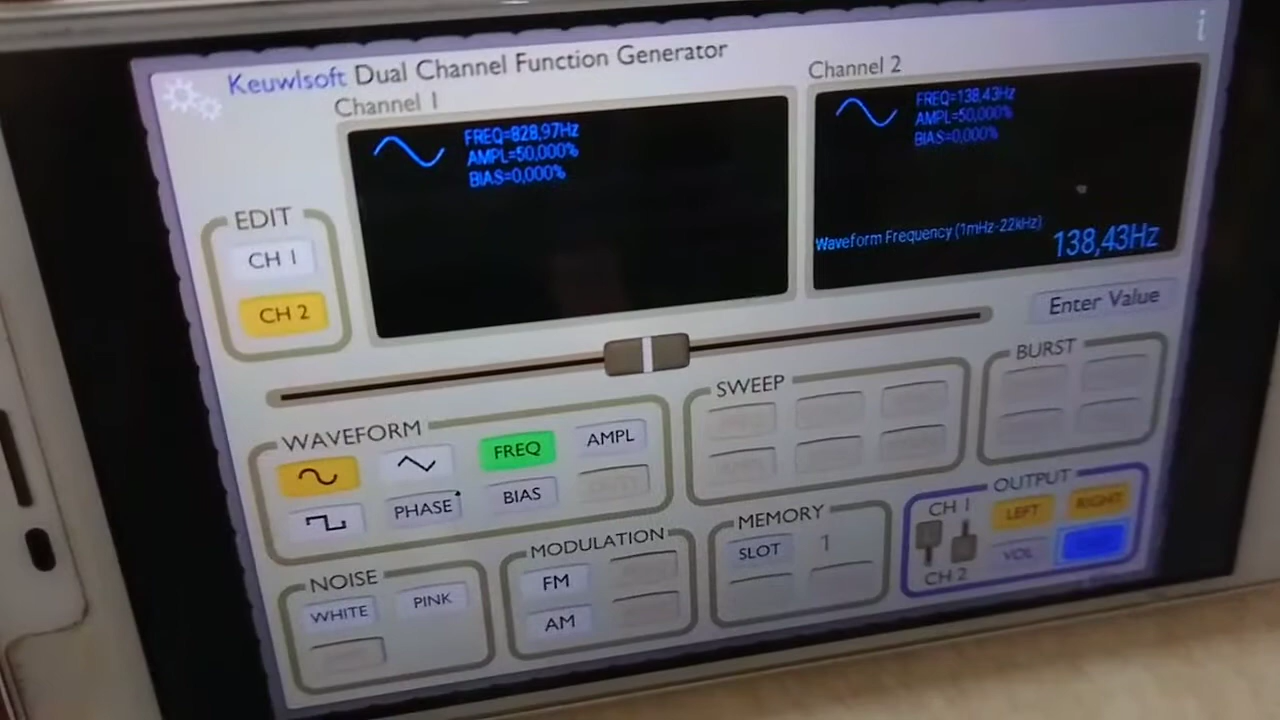 Keuwlsoft Dual Channel Function Generator
i
Channel 1
FREQ=828,97Hz
AMPL=50,000%
BIAS=0,000%
Channel 2
FREQ=138,43Hz
AMPL=50,000%
BIAS=0,000%
Waveform Frequency (1mHz-22kHz)
138,43Hz
EDIT
CH 1
CH 2
Enter Value
WAVEFORM
FREQ
AMPL
PHASE
BIAS
SWEEP
BURST
NOISE
WHITE
PINK
MODULATION
FM
AM
MEMORY
SLOT
1
OUTPUT
CH 1
LEFT
RIGHT
VOL
CH 2